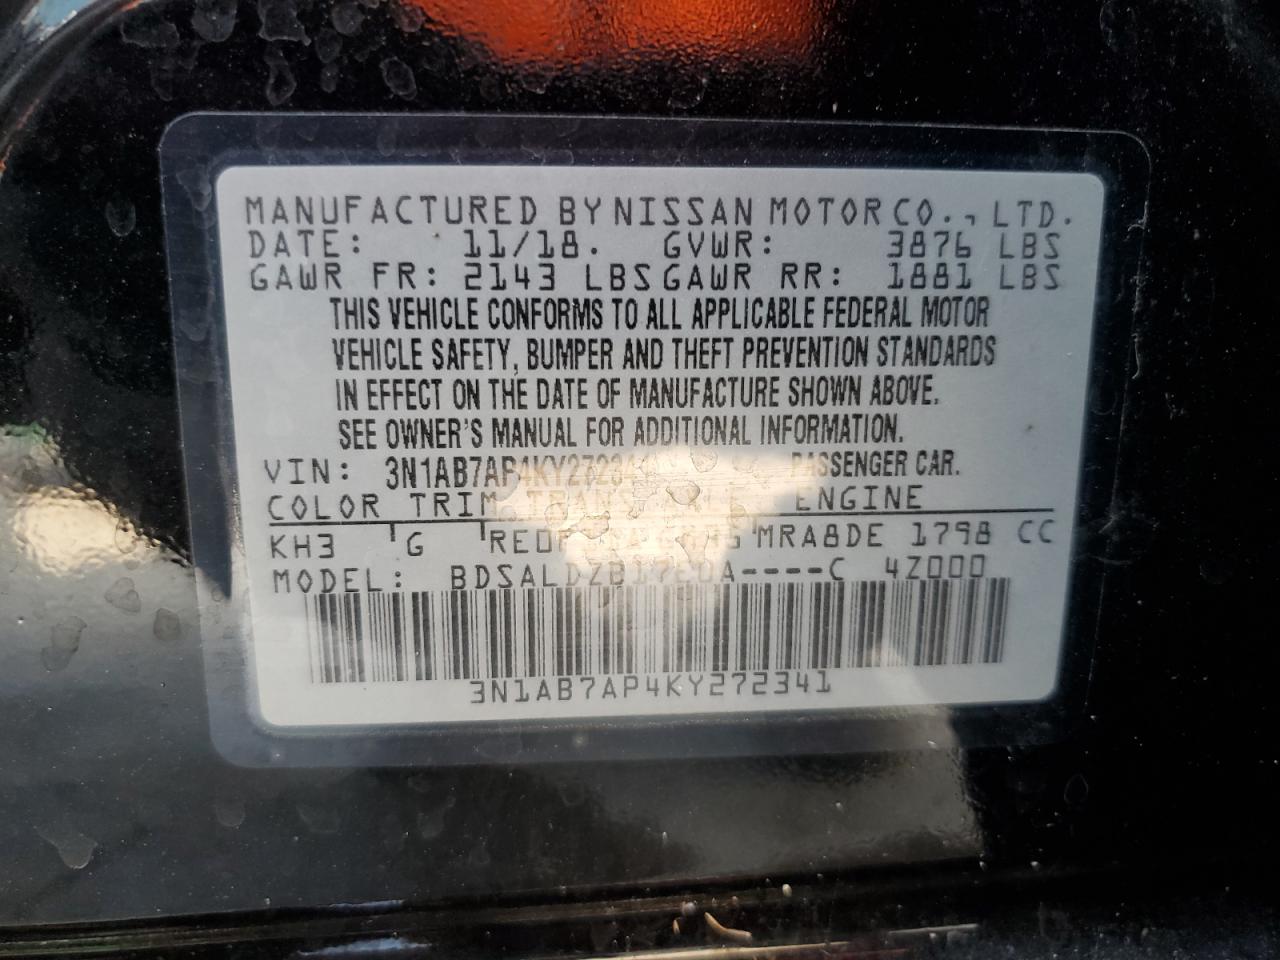 MANUFACTURED BY NISSAN MOTOR CO., LTD.
DATE: 11/18. GVWR: 3876 LBS
GAWR FR: 2143 LBS GAWR RR: 1881 LBS
THIS VEHICLE CONFORMS TO ALL APPLICABLE FEDERAL MOTOR
VEHICLE SAFETY, BUMPER AND THEFT PREVENTION STANDARDS
IN EFFECT ON THE DATE OF MANUFACTURE SHOWN ABOVE.
SEE OWNER'S MANUAL FOR ADDITIONAL INFORMATION.
VIN: 3N1AB7AP4KY272341 PASSENGER CAR.
COLOR TRIM TRANS AXLE ENGINE
KH3 G MRA8DE 1798 CC
MODEL: C 4Z000
3N1AB7AP4KY272341